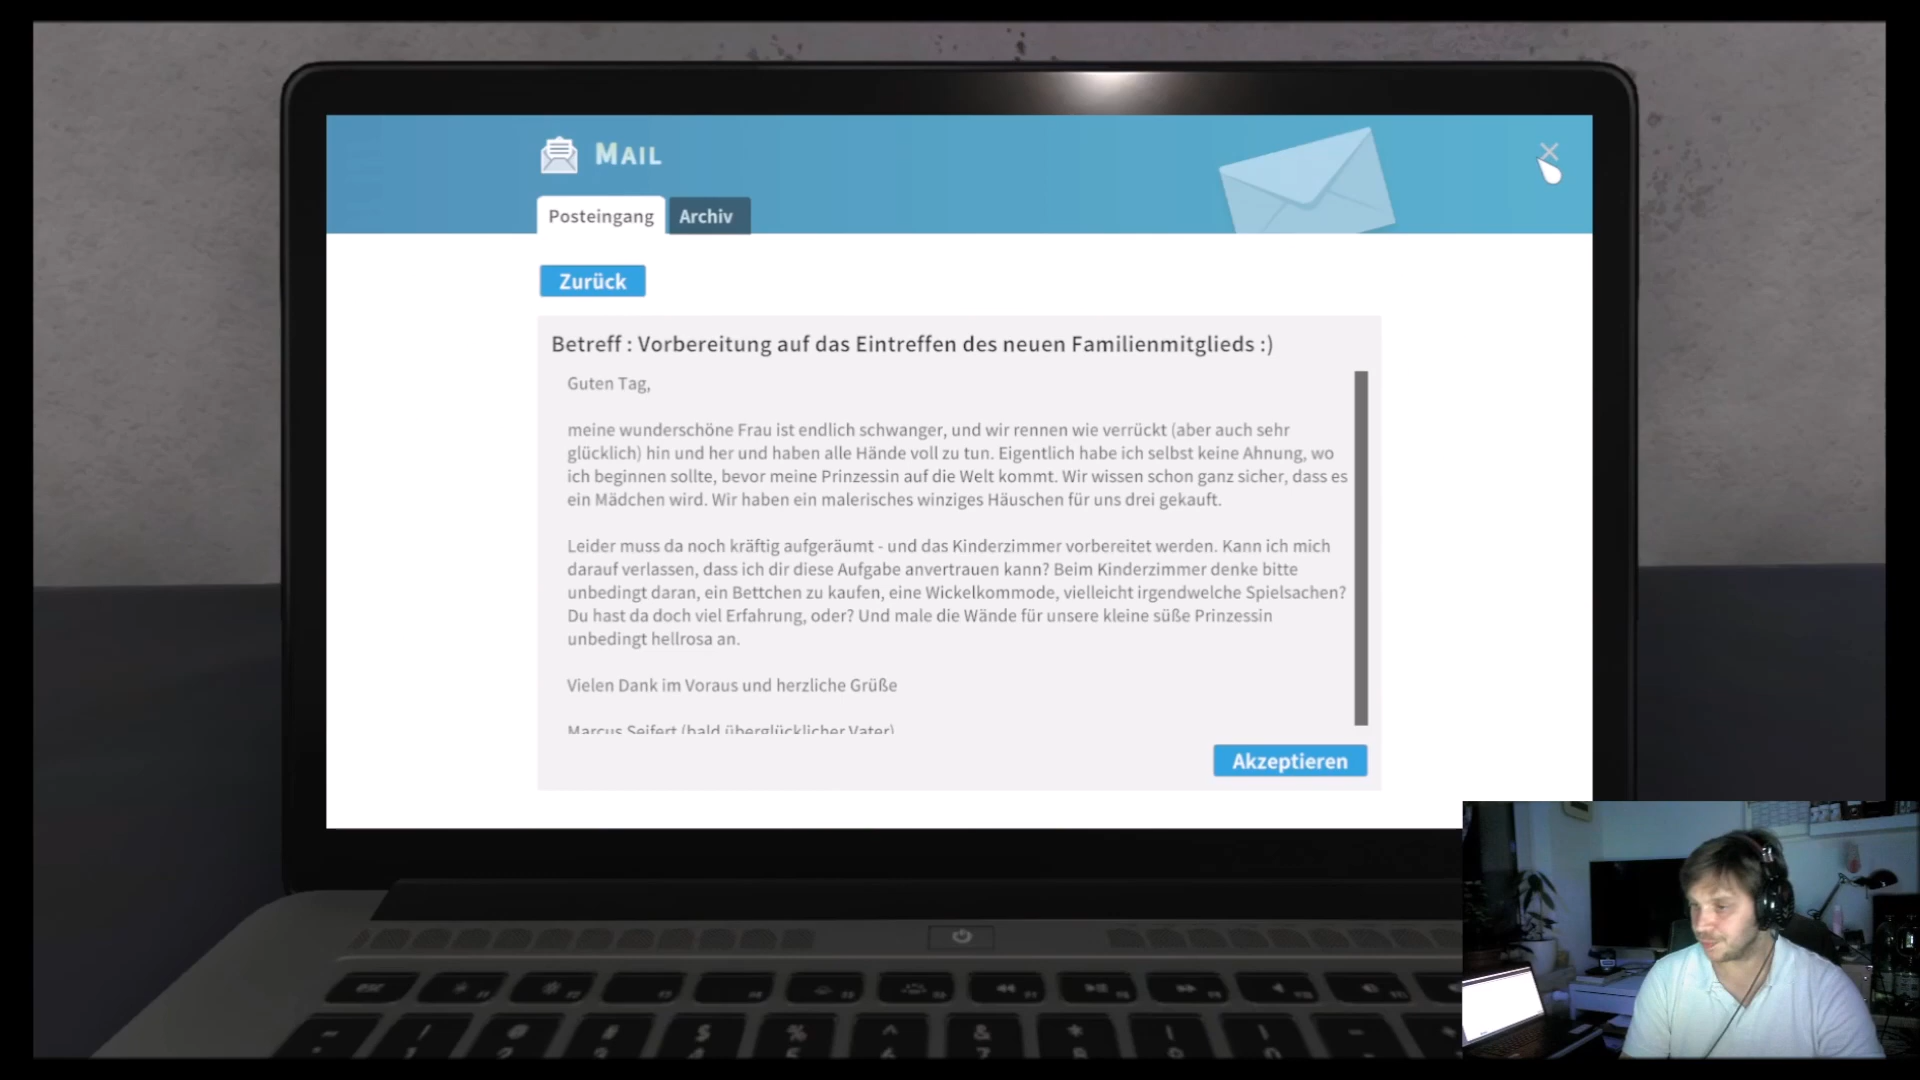 MAIL
Posteingang Archiv
Zurück
Betreff : Vorbereitung auf das Eintreffen des neuen Familienmitglieds :)
Guten Tag,
meine wunderschöne Frau ist endlich schwanger, und wir rennen wie verrückt (aber auch sehr
glücklich) hin und her und haben alle Hände voll zu tun. Eigentlich habe ich selbst keine Ahnung, wo
ich beginnen sollte, bevor meine Prinzessin auf die Welt kommt. Wir wissen schon ganz sicher, dass es
ein Mädchen wird. Wir haben ein malerisches winziges Häuschen für uns drei gekauft.
Leider muss da noch kräftig aufgeräumt - und das Kinderzimmer vorbereitet werden. Kann ich mich
darauf verlassen, dass ich dir diese Aufgabe anvertrauen kann? Beim Kinderzimmer denke bitte
unbedingt daran, ein Bettchen zu kaufen, eine Wickelkommode, vielleicht irgendwelche Spielsachen?
Du hast da doch viel Erfahrung, oder? Und male die Wände für unsere kleine süße Prinzessin
unbedingt hellrosa an.
Vielen Dank im Voraus und herzliche Grüße
Marcus Seifert (bald überglücklicher Vater)
Akzeptieren
esc